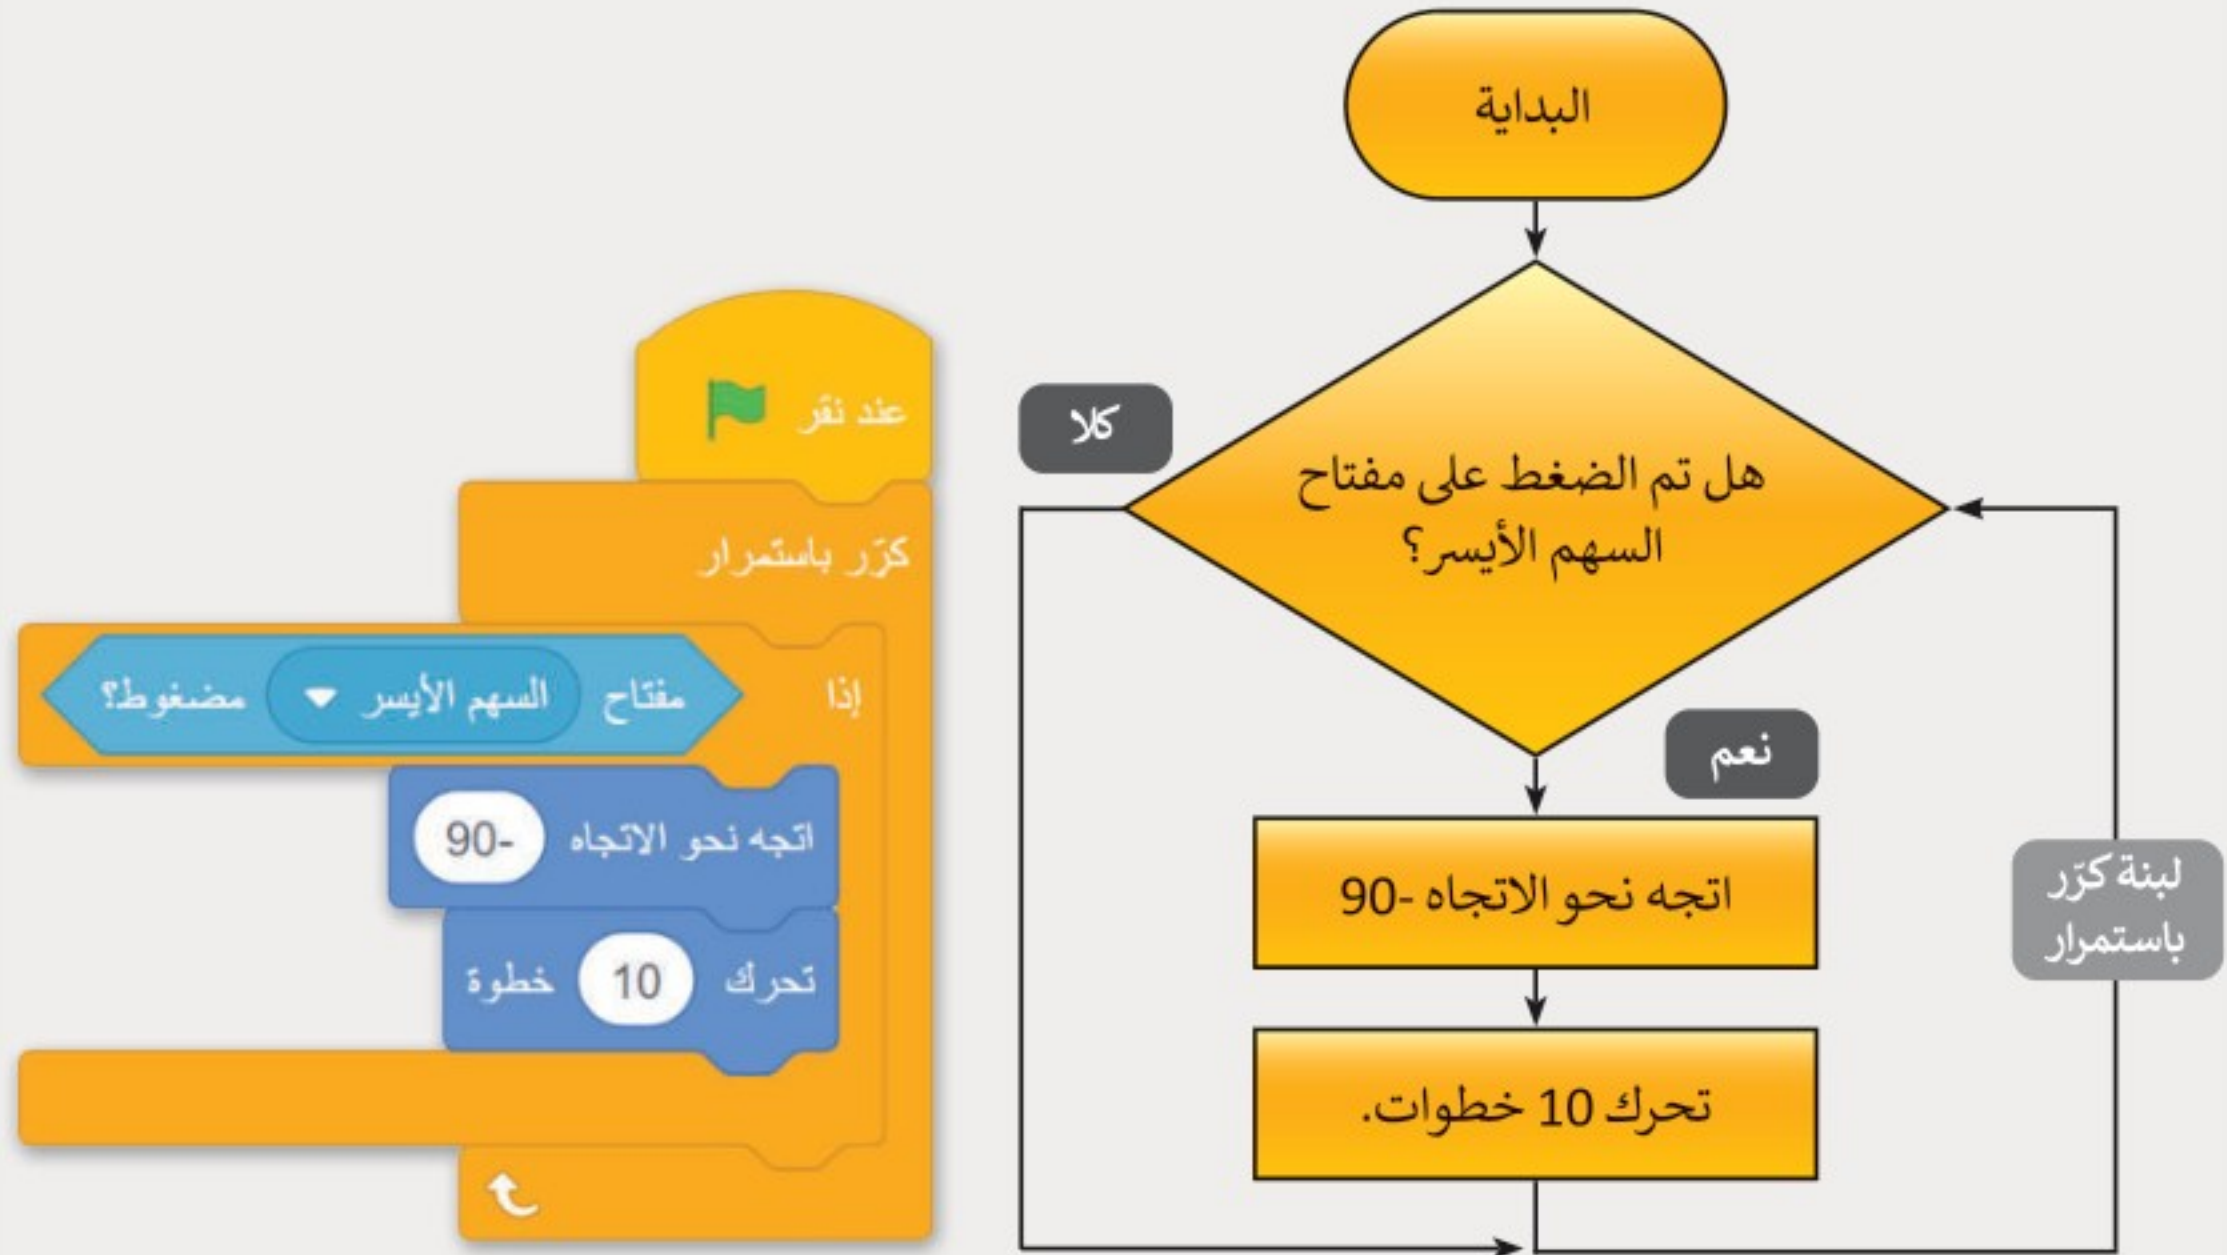 البداية
هل تم الضغط على مفتاح
السهم الأيسر؟
كلا
نعم
اتجه نحو الاتجاه -90
تحرك 10 خطوات.
لبنة كرّر
باستمرار
عند نقر
كرّر باستمرار
إذا مفتاح السهم الأيسر مضغوط؟
اتجه نحو الاتجاه -90
تحرك 10 خطوة